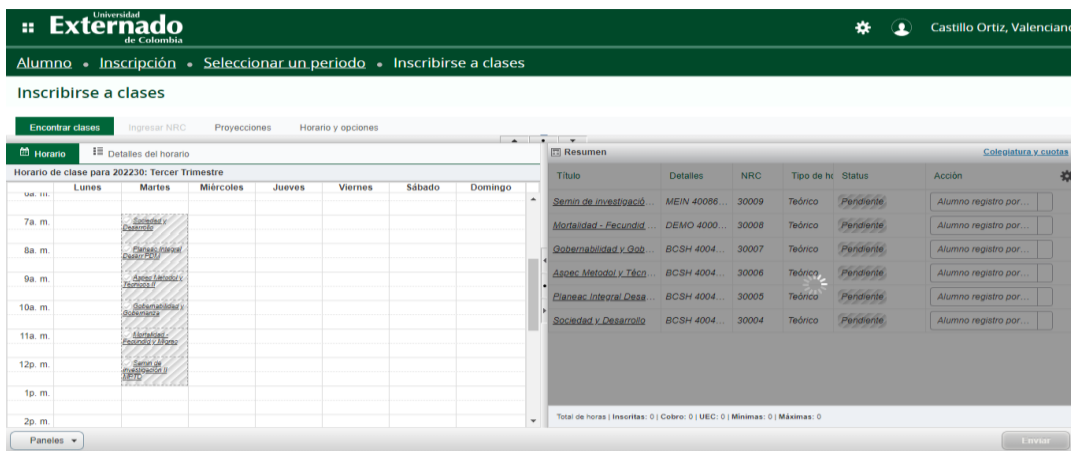 Universidad
Externado
de Colombia
Castillo Ortiz, Valenciano
Alumno • Inscripción • Seleccionar un periodo • Inscribirse a clases
Inscribirse a clases
Encontrar clases Ingresar NRC Proyecciones Horario y opciones
Horario Detalles del horario
Horario de clase para 202230: Tercer Trimestre
Lunes Martes Miércoles Jueves Viernes Sábado Domingo
6a. m.
7a. m. Sociedad y
Desarrollo
8a. m. Planeac Integral
Desarr PDM
9a. m. Aspec Metodol y
Técnicos II
10a. m. Gobernabilidad y
Gobernanza
11a. m. Mortalidad -
Fecundid y Migrac
12p. m. Semin de
investigación II
MPTD
1p. m.
2p. m.
Resumen Colegiatura y cuotas
Título Detalles NRC Tipo de ho Status Acción
Semin de investigació... MEIN 40086... 30009 Teórico Pendiente Alumno registro por...
Mortalidad - Fecundid ... DEMO 4000... 30008 Teórico Pendiente Alumno registro por...
Gobernabilidad y Gob... BCSH 4004... 30007 Teórico Pendiente Alumno registro por...
Aspec Metodol y Técn... BCSH 4004... 30006 Teórico Pendiente Alumno registro por...
Planeac Integral Desa... BCSH 4004... 30005 Teórico Pendiente Alumno registro por...
Sociedad y Desarrollo BCSH 4004... 30004 Teórico Pendiente Alumno registro por...
Total de horas | Inscritas: 0 | Cobro: 0 | UEC: 0 | Mínimas: 0 | Máximas: 0
Paneles Enviar